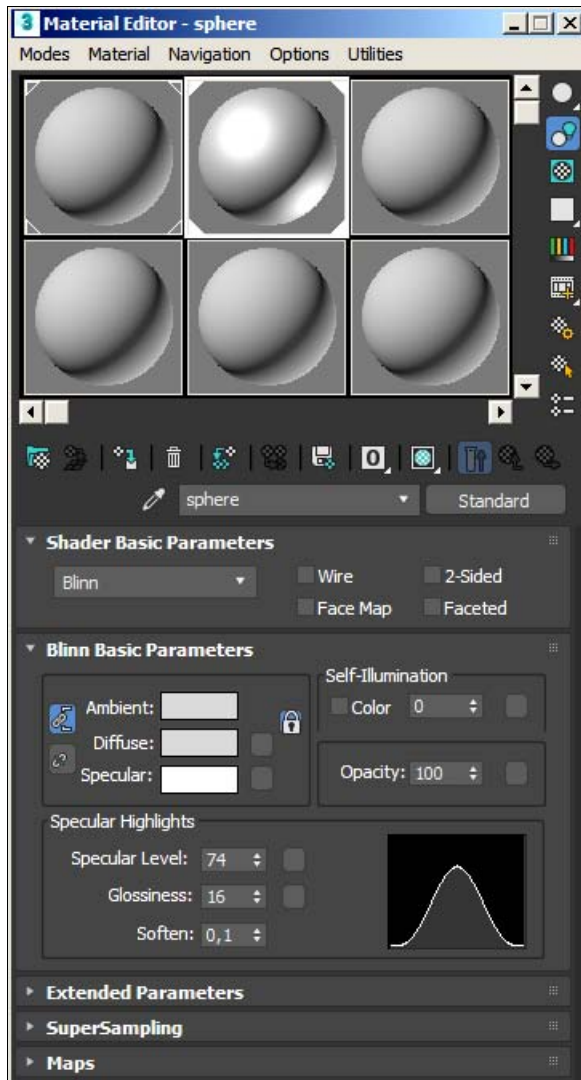 3 Material Editor - sphere
Modes Material Navigation Options Utilities
0
sphere Standard
Shader Basic Parameters
Blinn Wire 2-Sided
Face Map Faceted
Blinn Basic Parameters
Self-Illumination
Ambient: Color 0
Diffuse:
Specular: Opacity: 100
Specular Highlights
Specular Level: 74
Glossiness: 16
Soften: 0,1
Extended Parameters
SuperSampling
Maps